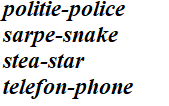 politie-police
sarpe-snake
stea-star
telefon-phone